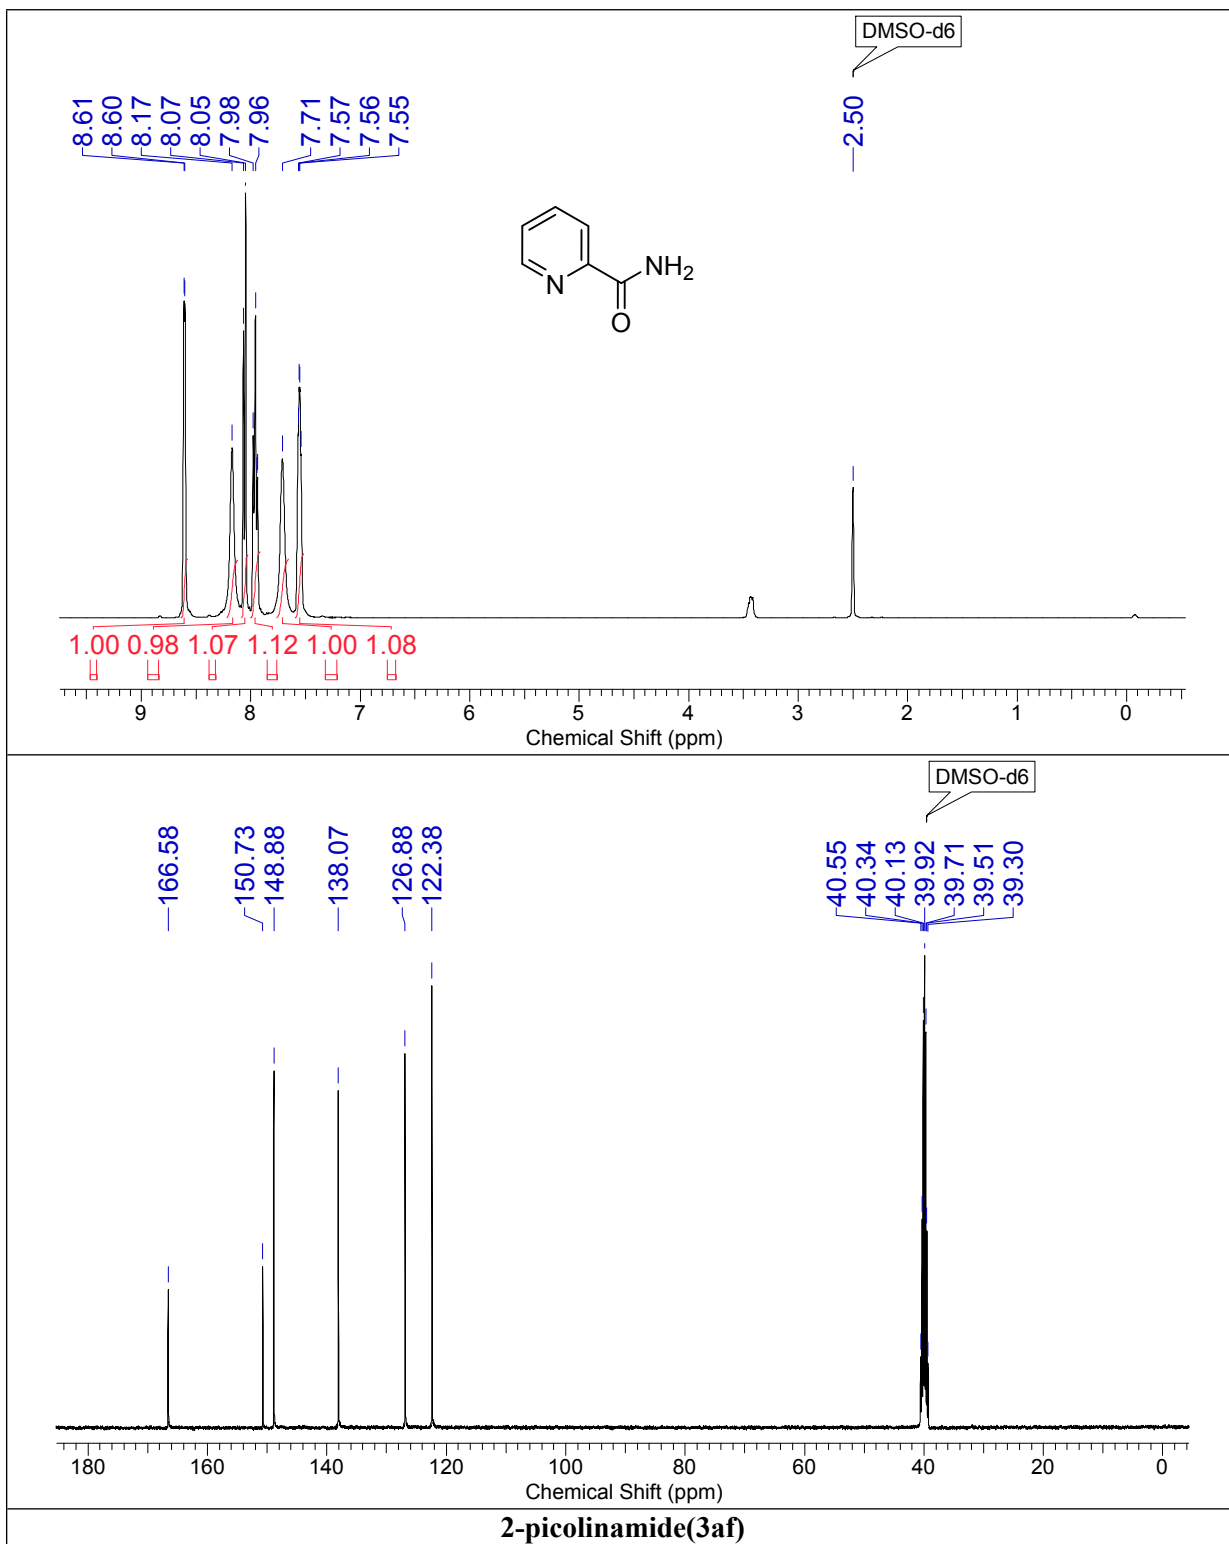 DMSO-d6
8.61
8.60
8.17
8.07
8.05
7.98
7.96
7.71
7.57
7.56
7.55
2.50
NH2
N
O
1.00 0.98 1.07 1.12 1.00 1.08
9 8 7 6 5 4 3 2 1 0
Chemical Shift (ppm)
DMSO-d6
166.58
150.73
148.88
138.07
126.88
122.38
40.55
40.34
40.13
39.92
39.71
39.51
39.30
180 160 140 120 100 80 60 40 20 0
Chemical Shift (ppm)
2-picolinamide(3af)